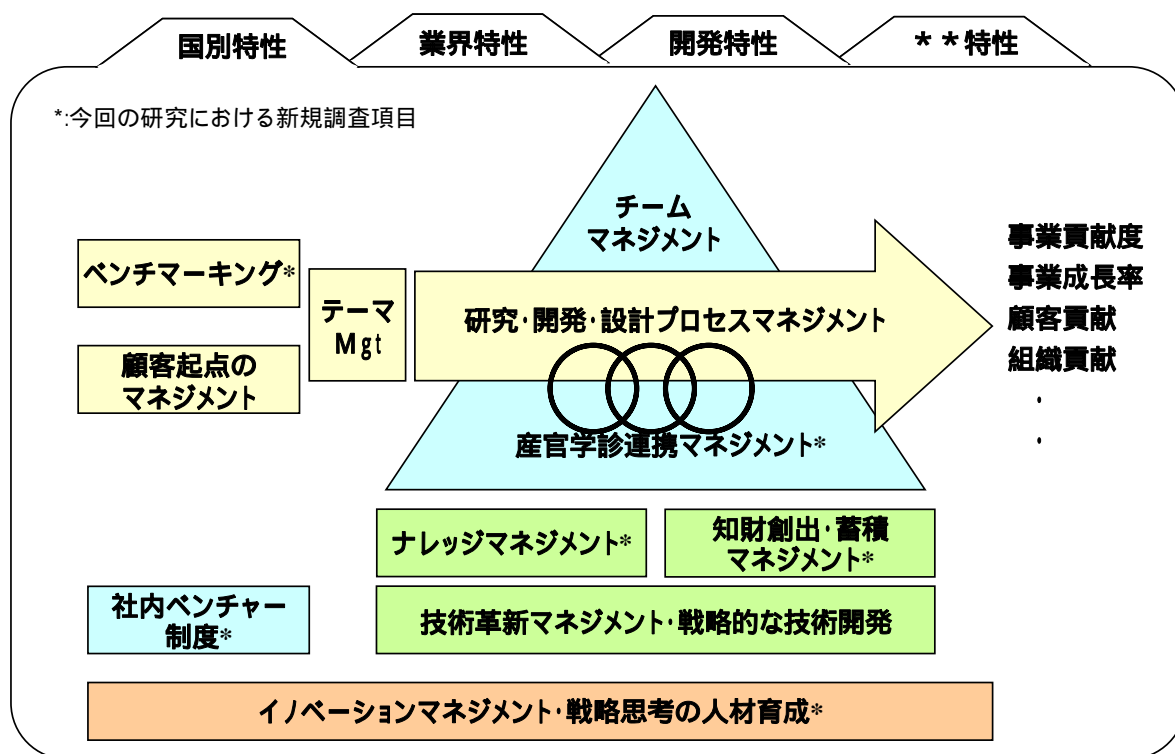 国別特性
業界特性
開発特性
**特性
*:今回の研究における新規調査項目
チーム
マネジメント
ベンチマーキング*
テーマ
Mgt
顧客起点の
マネジメント
研究・開発・設計プロセスマネジメント
産官学診連携マネジメント*
事業貢献度
事業成長率
顧客貢献
組織貢献
・
・
ナレッジマネジメント*
知財創出・蓄積
マネジメント*
社内ベンチャー
制度*
技術革新マネジメント・戦略的な技術開発
イノベーションマネジメント・戦略思考の人材育成*